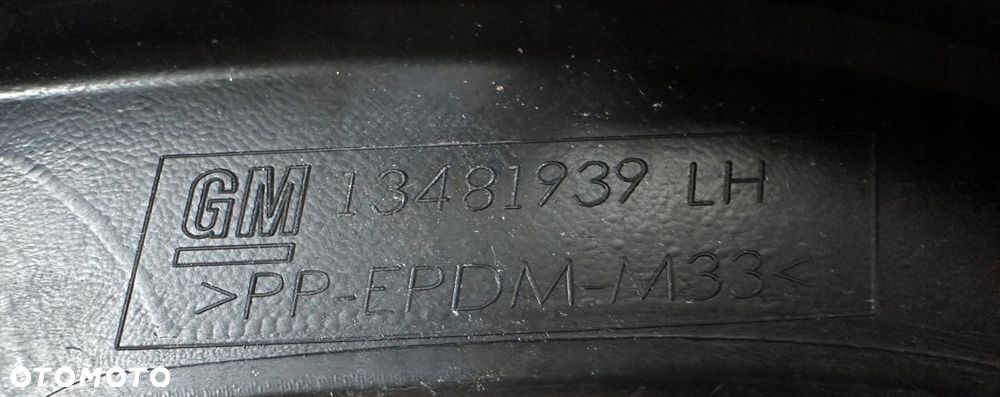 GM 13481939 LH
>PP-EPDM-M33<
OTOMOTO